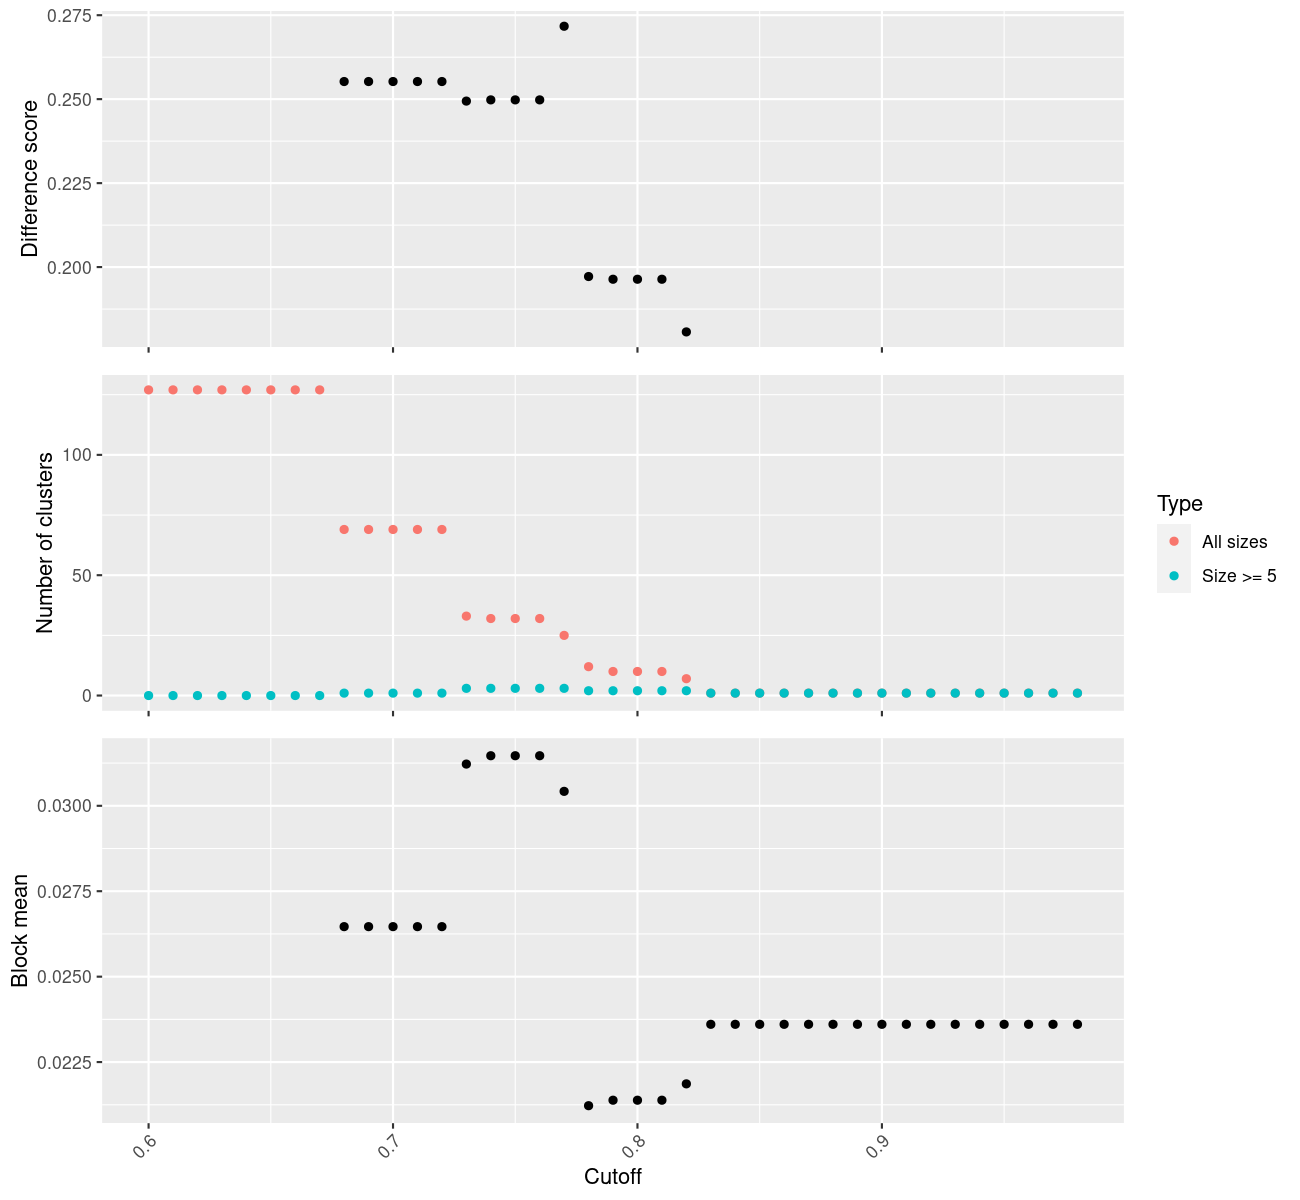 Difference score
0.275
0.250
0.225
0.200
Number of clusters
100
50
0
Type
All sizes
Size >= 5
Block mean
0.0300
0.0275
0.0250
0.0225
0.6 0.7 0.8 0.9
Cutoff